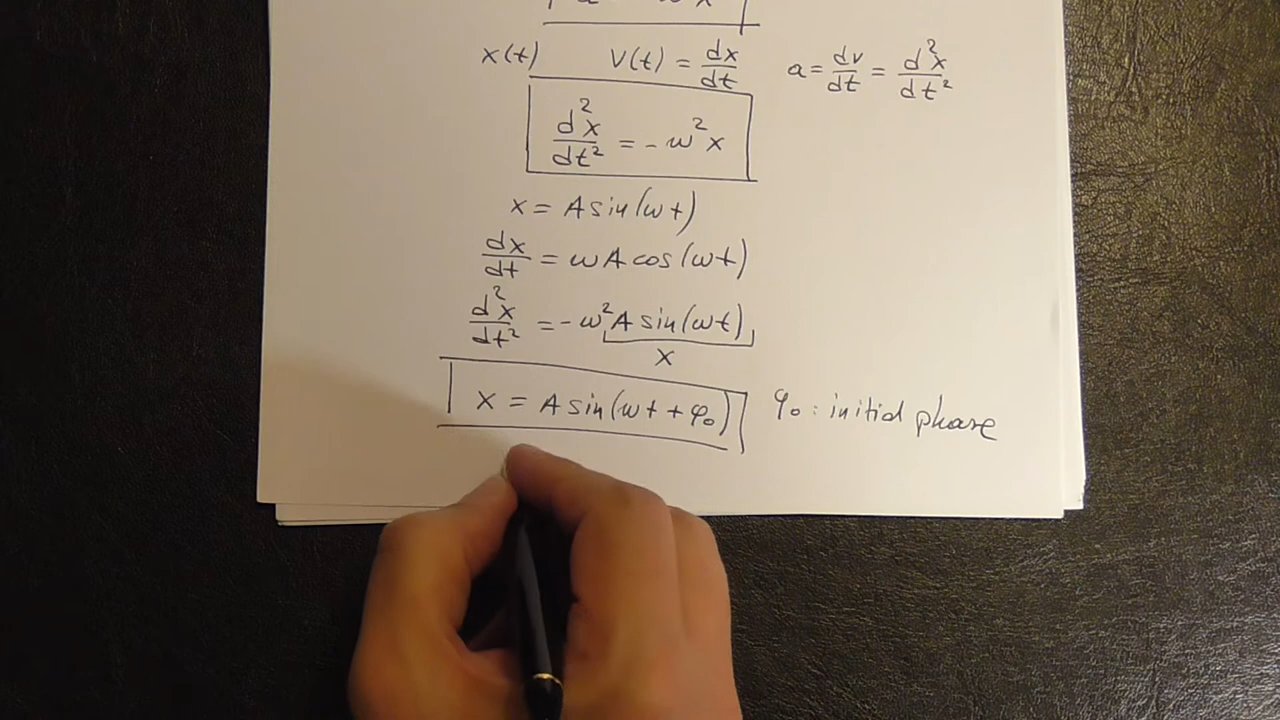 x(t) V(t) = dx/dt a = dv/dt = d²x/dt²
d²x/dt² = -ω²x
x = A sin(ωt)
dx/dt = ωA cos(ωt)
d²x/dt² = -ω²A sin(ωt)
x
x = A sin(ωt + φ₀) φ₀ : initial phase